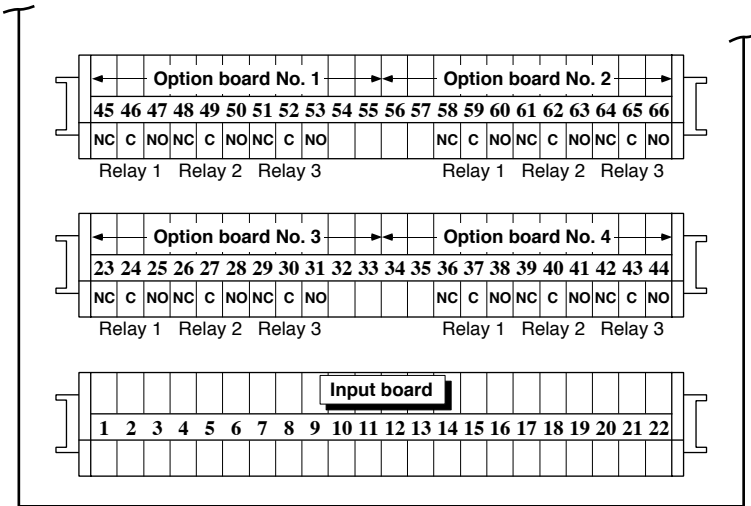 Option board No. 1 Option board No. 2
45 46 47 48 49 50 51 52 53 54 55 56 57 58 59 60 61 62 63 64 65 66
NC C NO NC C NO NC C NO NC C NO NC C NO NC C NO
Relay 1 Relay 2 Relay 3 Relay 1 Relay 2 Relay 3
Option board No. 3 Option board No. 4
23 24 25 26 27 28 29 30 31 32 33 34 35 36 37 38 39 40 41 42 43 44
NC C NO NC C NO NC C NO NC C NO NC C NO NC C NO
Relay 1 Relay 2 Relay 3 Relay 1 Relay 2 Relay 3
Input board
1 2 3 4 5 6 7 8 9 10 11 12 13 14 15 16 17 18 19 20 21 22